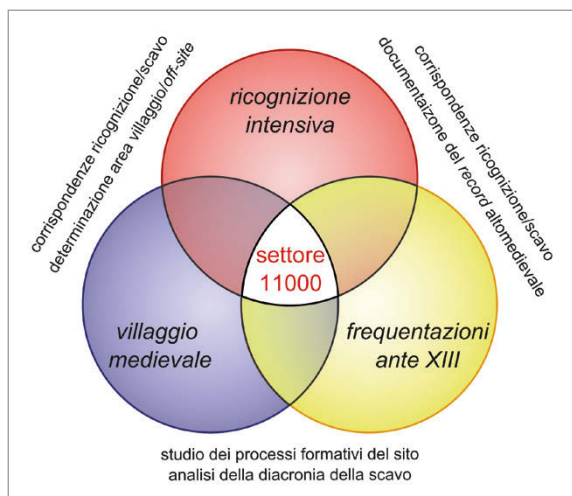 corrispondenze ricognizione/scavo
determinazione area villaggio/off-site
corrispondenze ricognizione/scavo
documentaizone del record altomedievale
ricognizione
intensiva
settore
11000
villaggio
medievale
frequentazioni
ante XIII
studio dei processi formativi del sito
analisi della diacronia della scavo